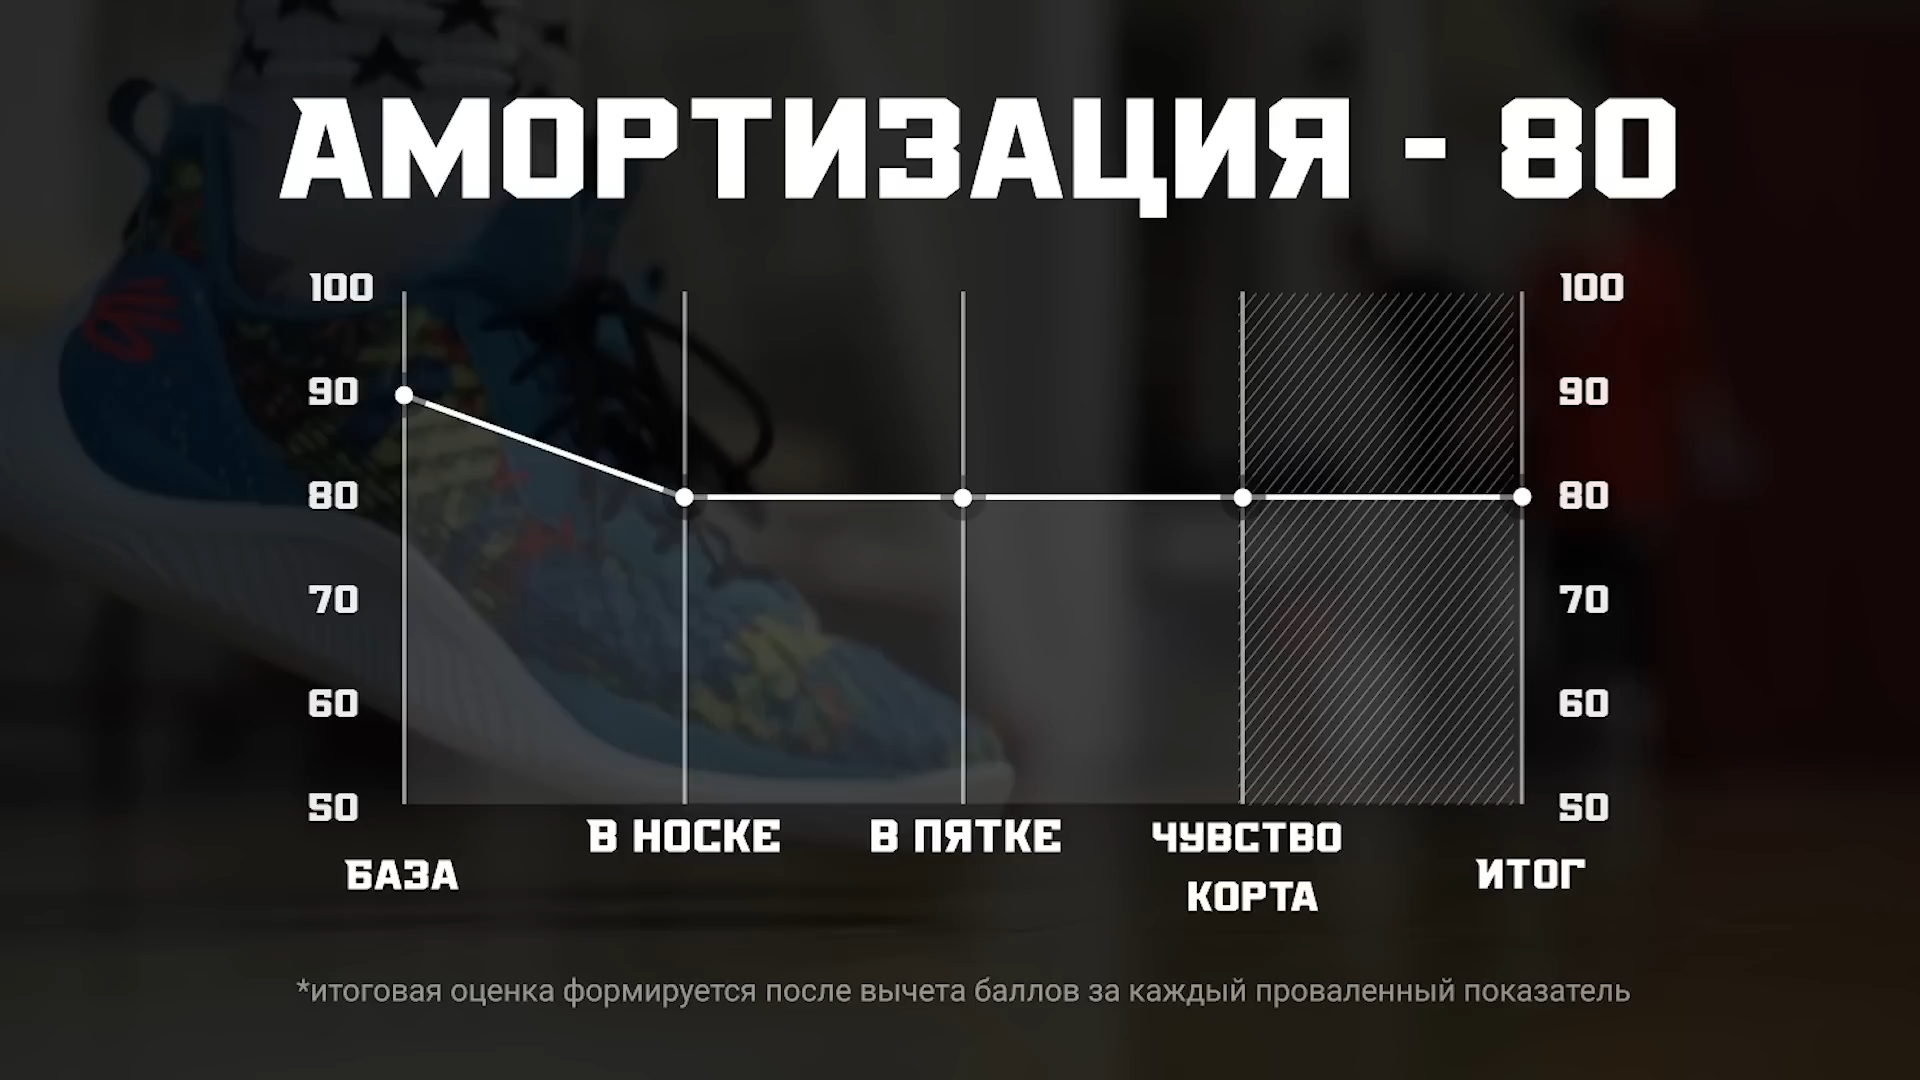 АМОРТИЗАЦИЯ - 80
100 100
90 90
80 80
70 70
60 60
50 50
БАЗА
В НОСКЕ
В ПЯТКЕ
ЧУВСТВО
КОРТА
ИТОГ
*итоговая оценка формируется после вычета баллов за каждый проваленный показатель